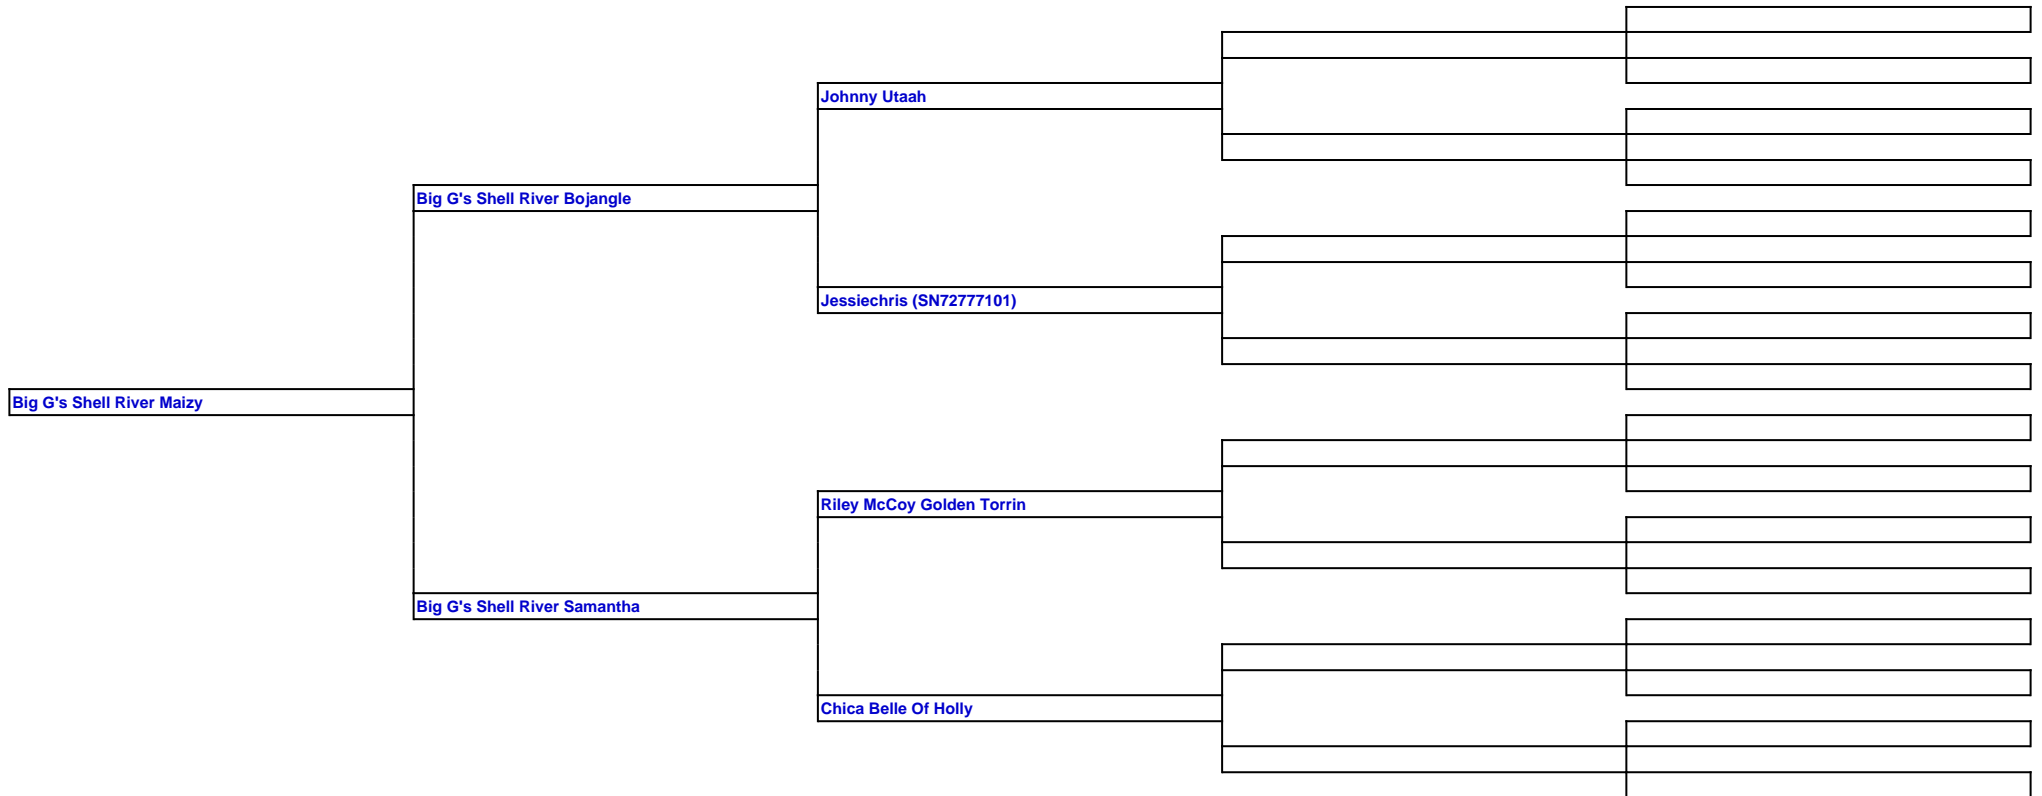 Johnny Utaah
Big G's Shell River Bojangle
Jessiechris (SN72777101)
Big G's Shell River Maizy
Riley McCoy Golden Torrin
Big G's Shell River Samantha
Chica Belle Of Holly